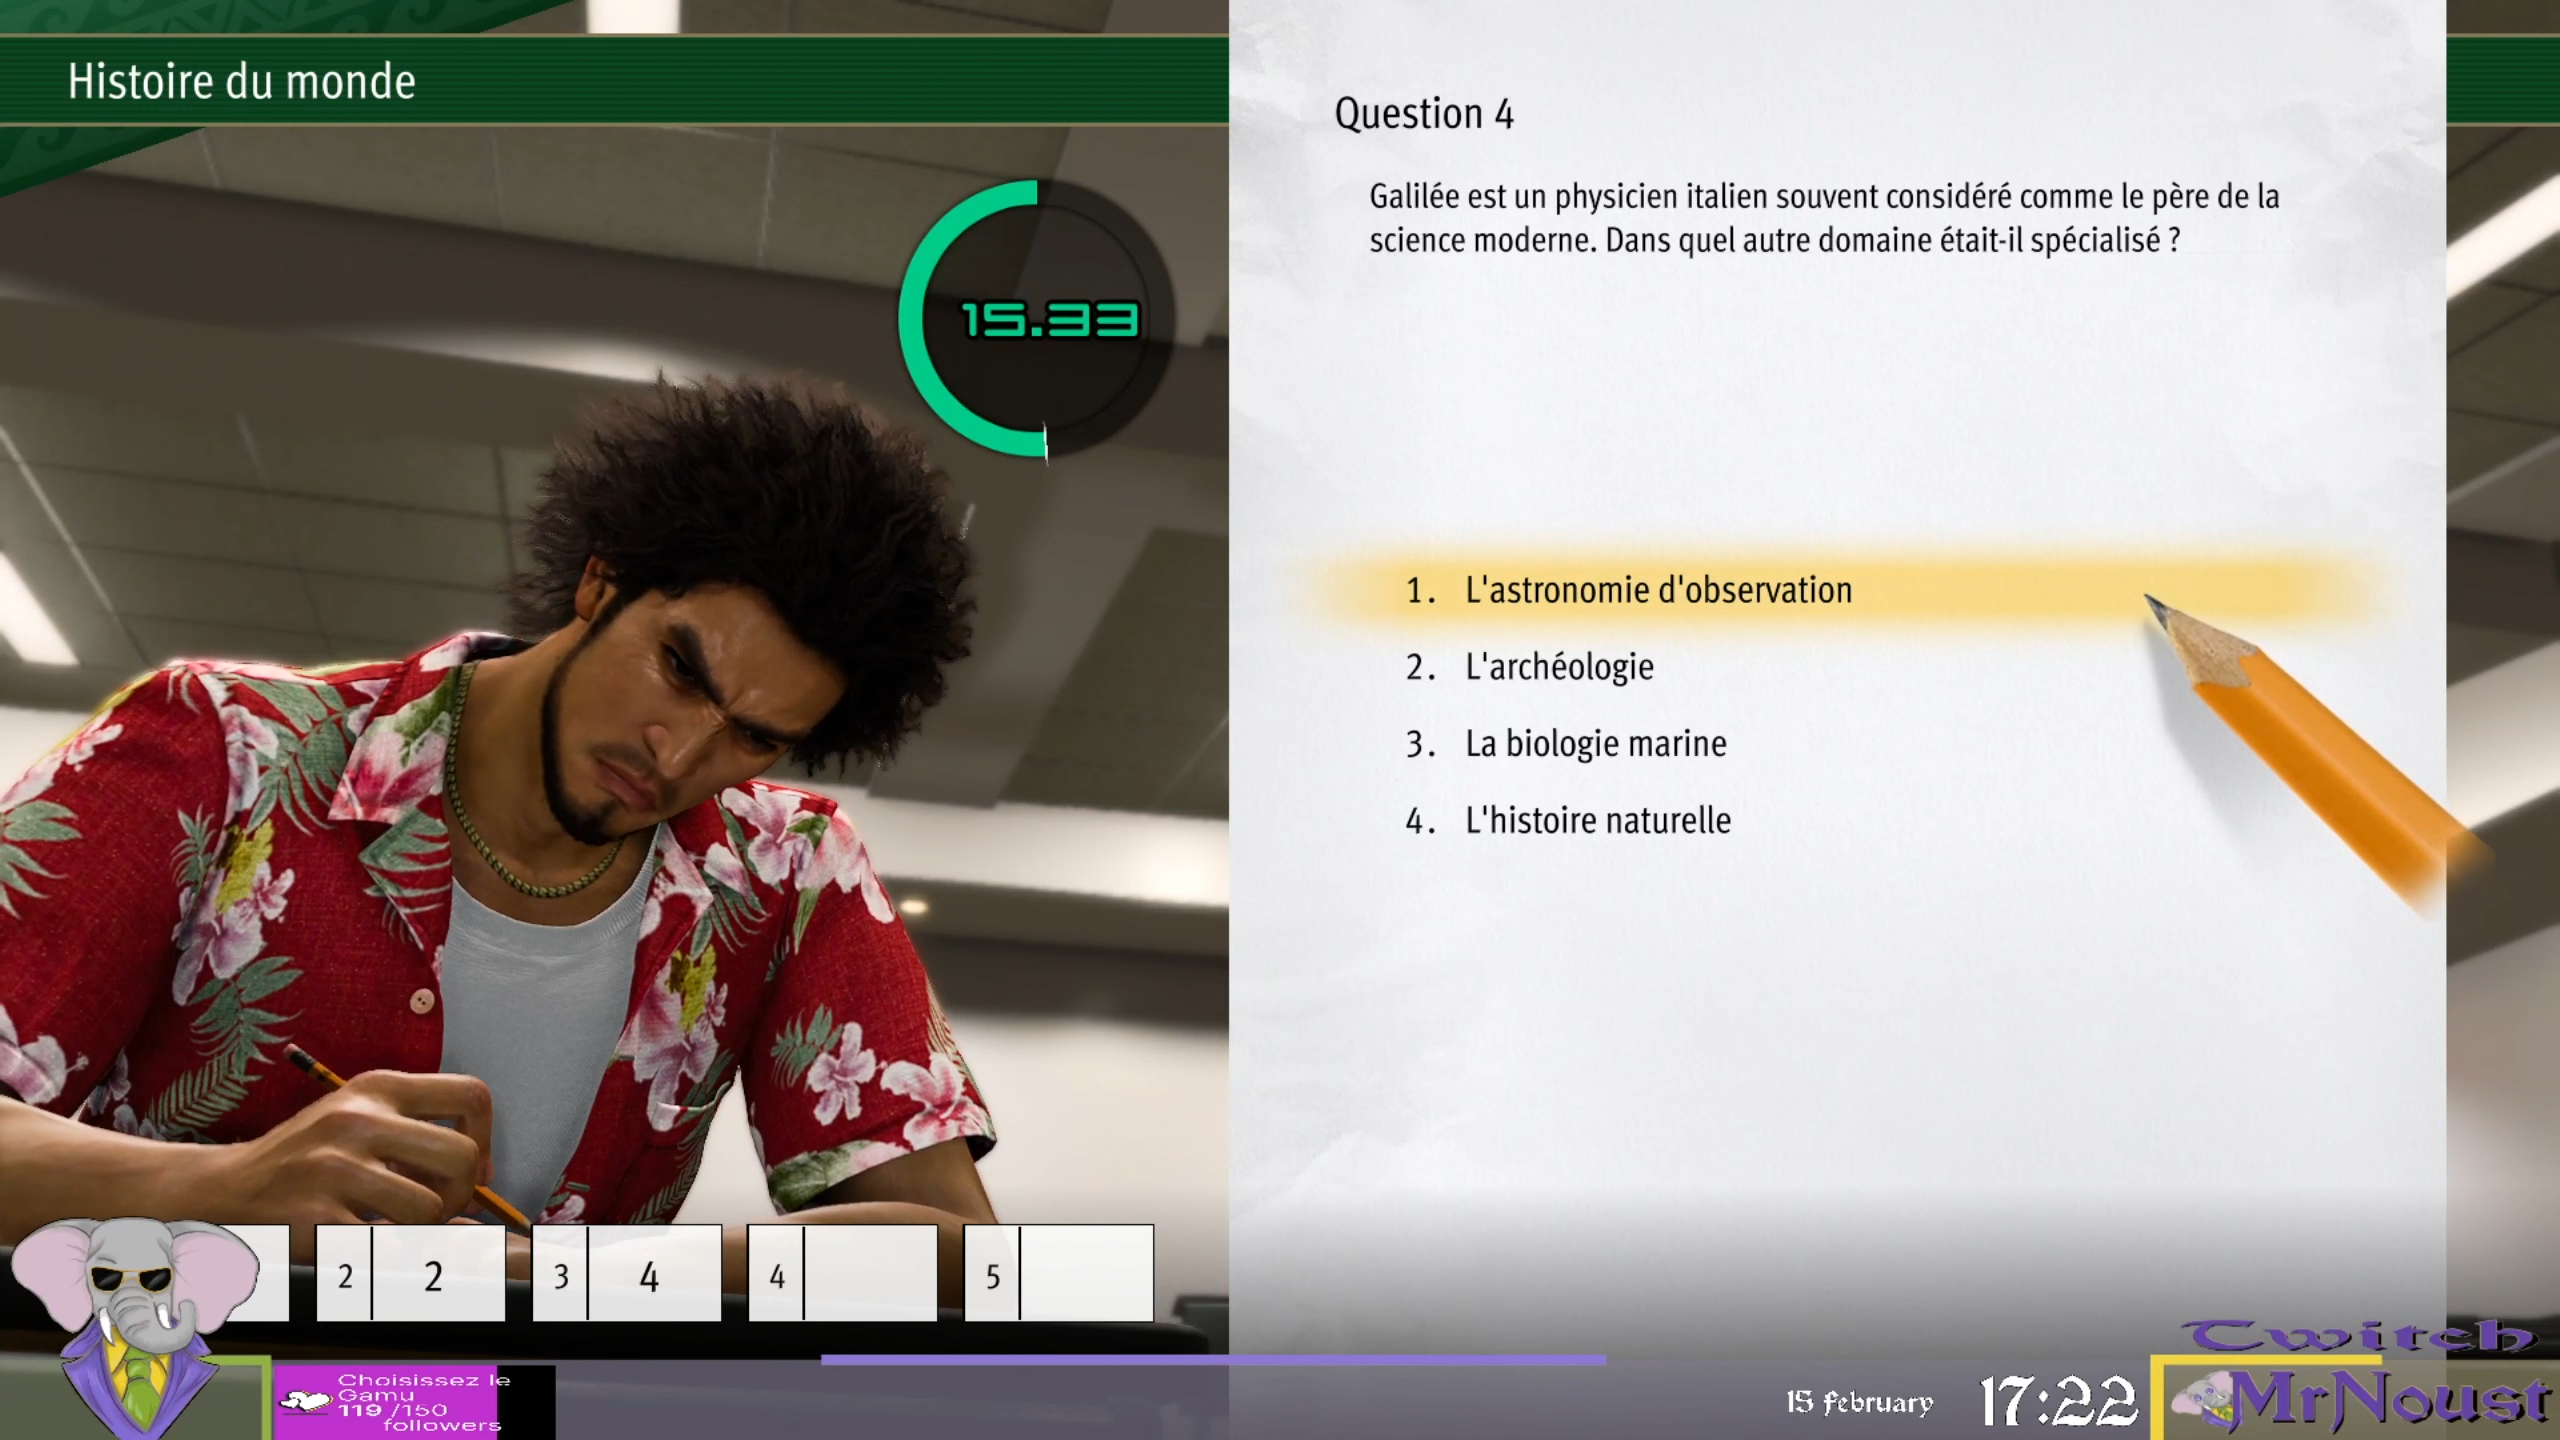 Histoire du monde
15.33
Question 4
Galilée est un physicien italien souvent considéré comme le père de la
science moderne. Dans quel autre domaine était-il spécialisé ?
1. L'astronomie d'observation
2. L'archéologie
3. La biologie marine
4. L'histoire naturelle
2 2 3 4 4 5
Choisissez le
Gamu
119 /150
followers
15 February 17:22
Twitch
MrNoust